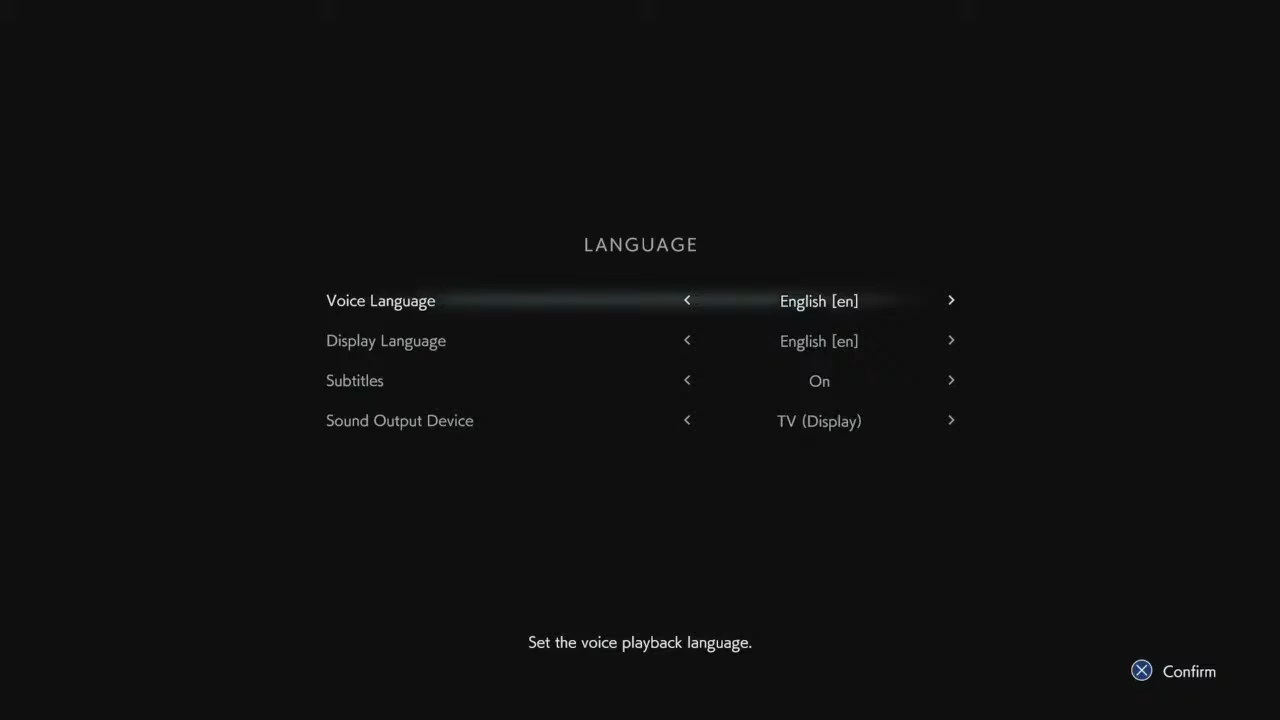 LANGUAGE
Voice Language < English [en] >
Display Language < English [en] >
Subtitles < On >
Sound Output Device < TV (Display) >
Set the voice playback language.
Confirm